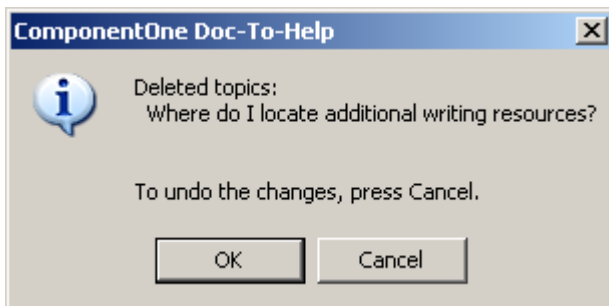 ComponentOne Doc-To-Help
Deleted topics:
Where do I locate additional writing resources?
To undo the changes, press Cancel.
OK
Cancel